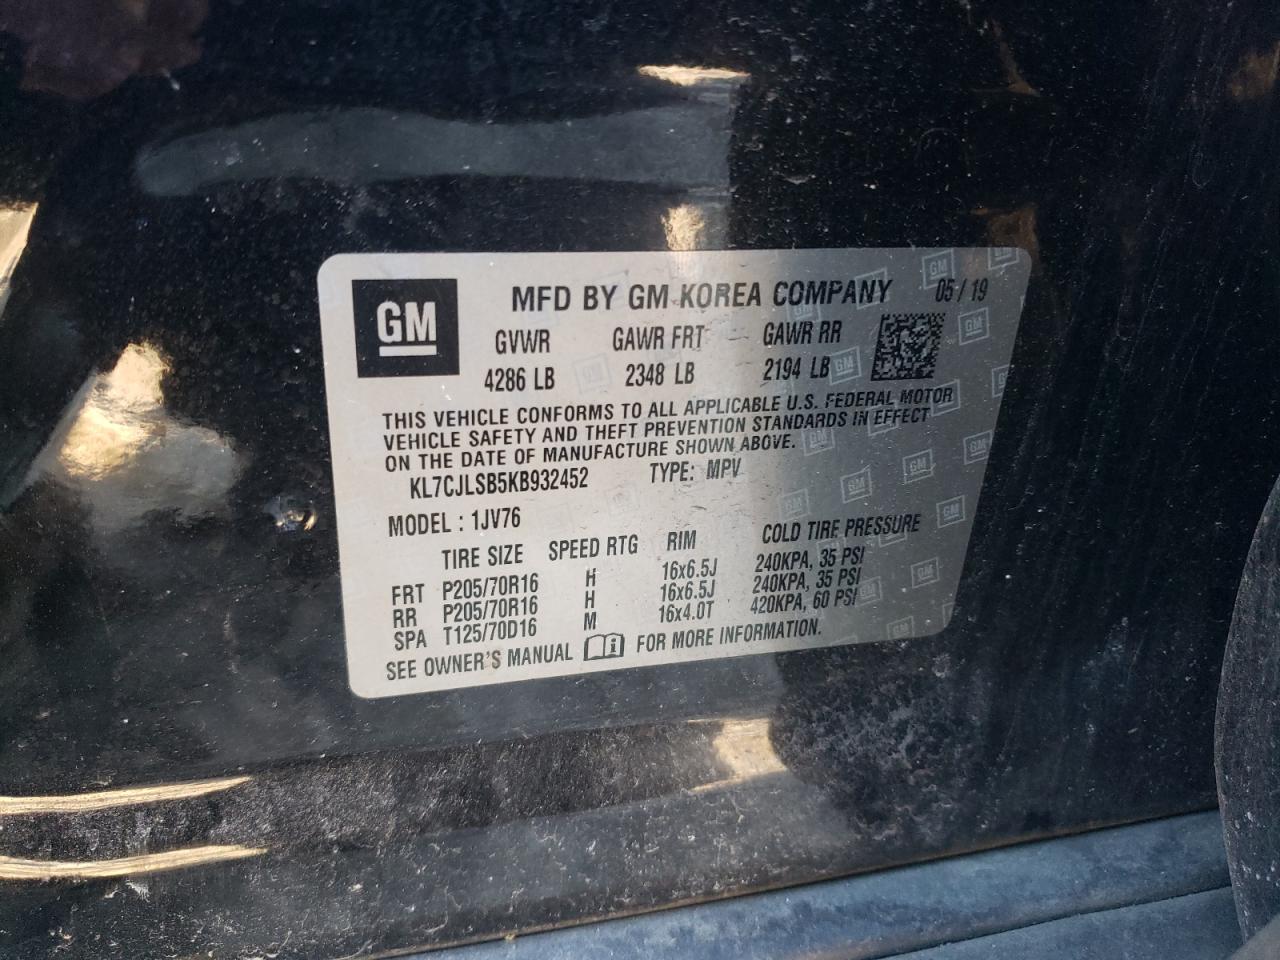 GM
MFD BY GM KOREA COMPANY 05 / 19
GVWR GAWR FRT GAWR RR
4286 LB 2348 LB 2194 LB
THIS VEHICLE CONFORMS TO ALL APPLICABLE U.S. FEDERAL MOTOR
VEHICLE SAFETY AND THEFT PREVENTION STANDARDS IN EFFECT
ON THE DATE OF MANUFACTURE SHOWN ABOVE.
KL7CJLSB5KB932452 TYPE: MPV
MODEL : 1JV76
TIRE SIZE SPEED RTG RIM COLD TIRE PRESSURE
FRT P205/70R16 H 16x6.5J 240KPA, 35 PSI
RR P205/70R16 H 16x6.5J 240KPA, 35 PSI
SPA T125/70D16 M 16x4.0T 420KPA, 60 PSI
SEE OWNER'S MANUAL FOR MORE INFORMATION.